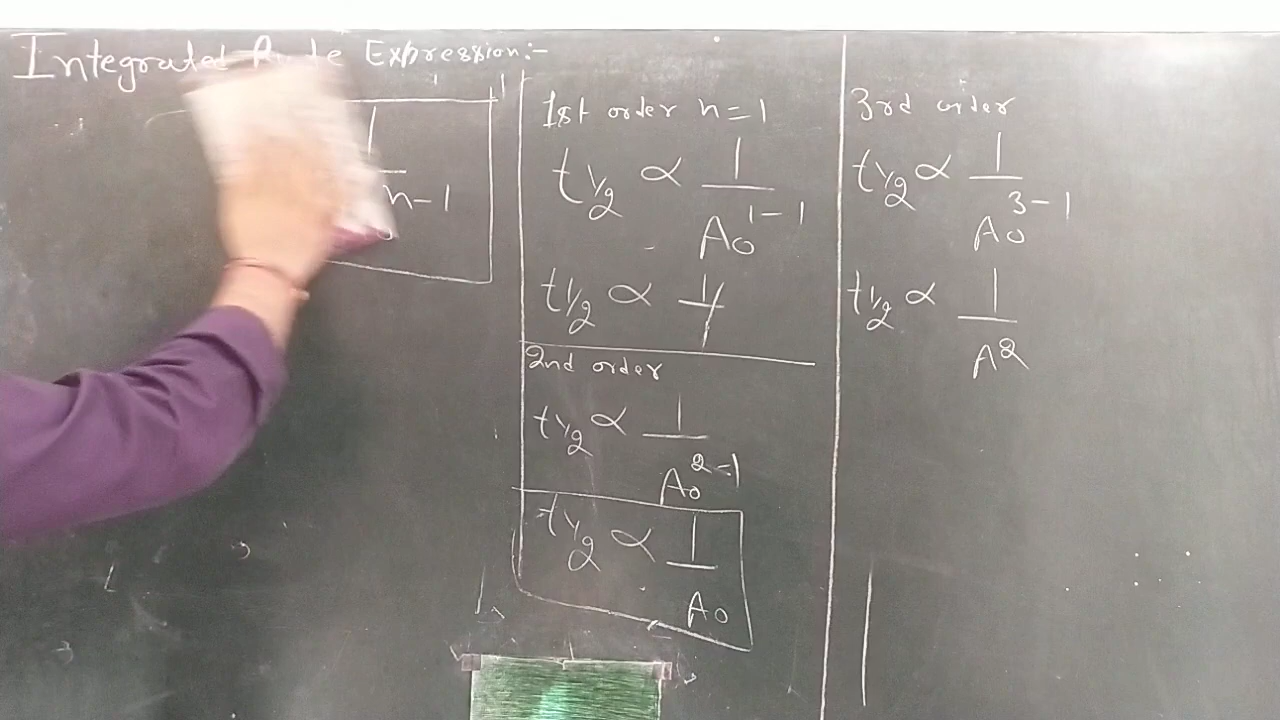 Integrated Rate Expression:-
1
n-1
1st order n=1
t1/2 ∝ 1/A0^1-1
t1/2 ∝ 1/1
2nd order
t1/2 ∝ 1/A0^2-1
t1/2 ∝ 1/A0
3rd order
t1/2 ∝ 1/A0^3-1
t1/2 ∝ 1/A^2